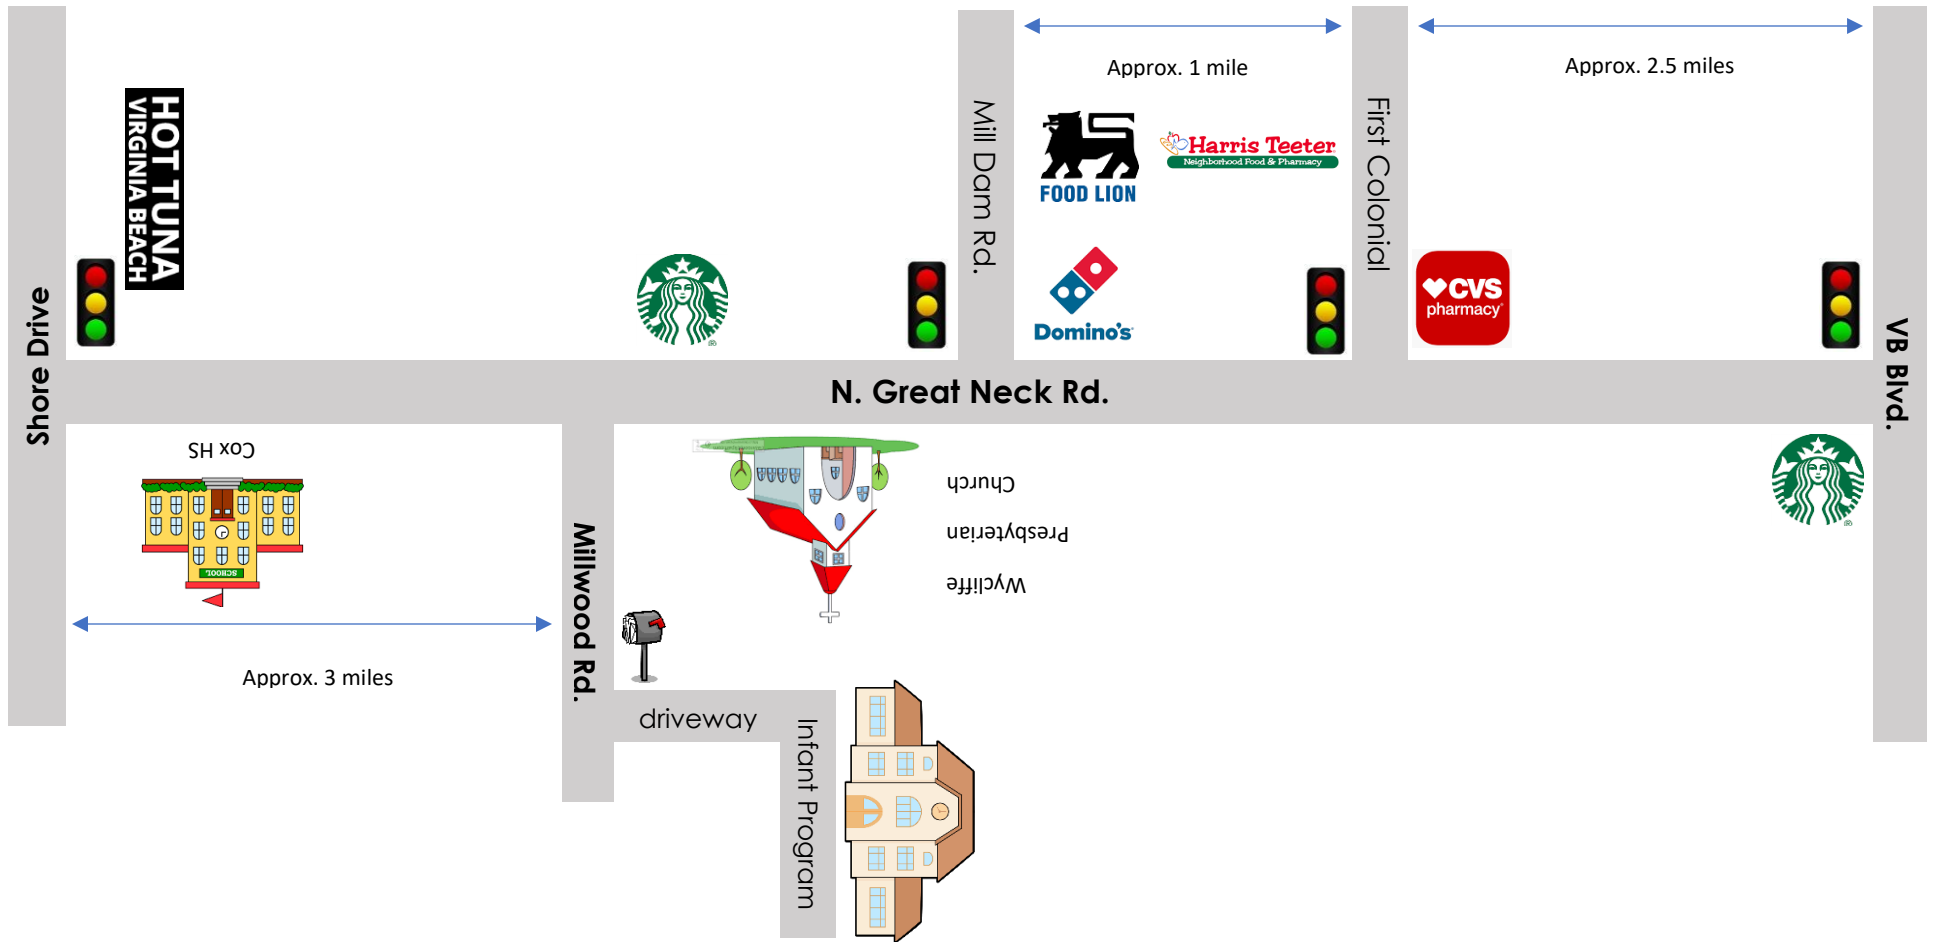 Approx. 1 mile
Approx. 2.5 miles
HOT TUNA
VIRGINIA BEACH
Mill Dam Rd.
FOOD LION
Harris Teeter
Neighborhood Food & Pharmacy
First Colonial
Domino's
CVS
pharmacy
Shore Drive
N. Great Neck Rd.
VB Blvd.
Cox HS
SCHOOL
Approx. 3 miles
Millwood Rd.
Wycliffe
Presbyterian
Church
driveway
Infant Program